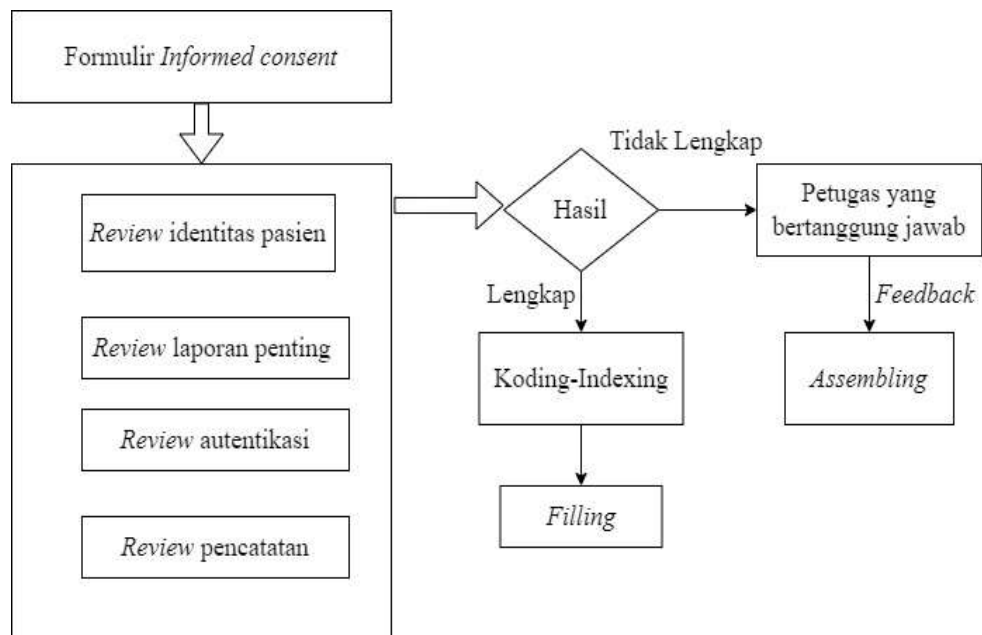 Formulir Informed consent
Review identitas pasien
Review laporan penting
Review autentikasi
Review pencatatan
Hasil
Tidak Lengkap
Petugas yang
bertanggung jawab
Lengkap
Feedback
Koding-Indexing
Assembling
Filling